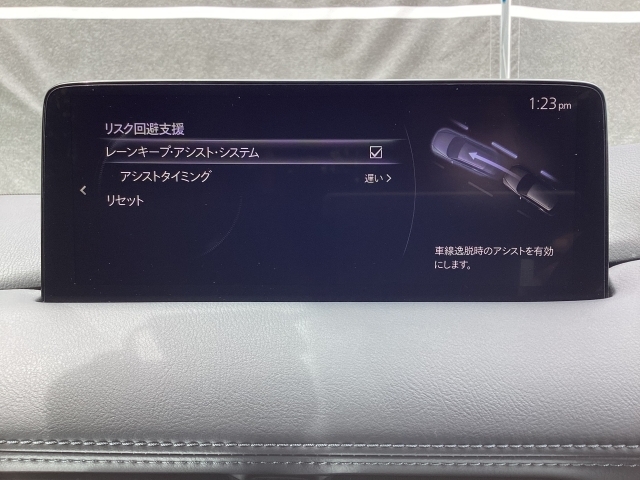 1:23pm
リスク回避支援
レーンキープ・アシスト・システム
アシストタイミング 遅い
リセット
車線逸脱時のアシストを有効
にします。